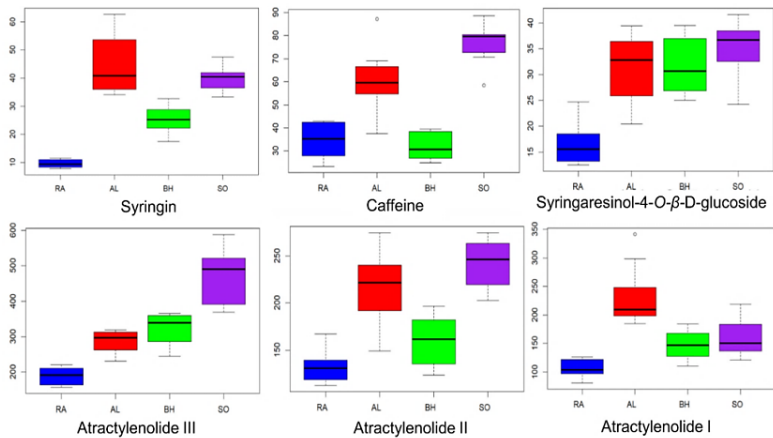 60
50
40
30
20
10
RA AL BH SO
Syringin
90
80
70
60
50
40
30
RA AL BH SO
Caffeine
40
35
30
25
20
15
RA AL BH SO
Syringaresinol-4-O-β-D-glucoside
600
500
400
300
200
RA AL BH SO
Atractylenolide III
250
200
150
RA AL BH SO
Atractylenolide II
350
300
250
200
150
100
RA AL BH SO
Atractylenolide I